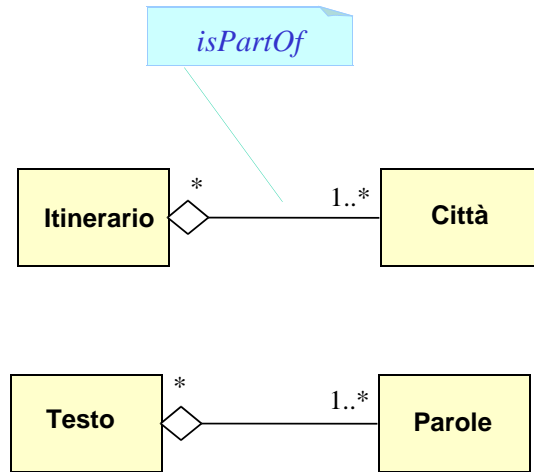 isPartOf
* 1..*
Itinerario Città
* 1..*
Testo Parole